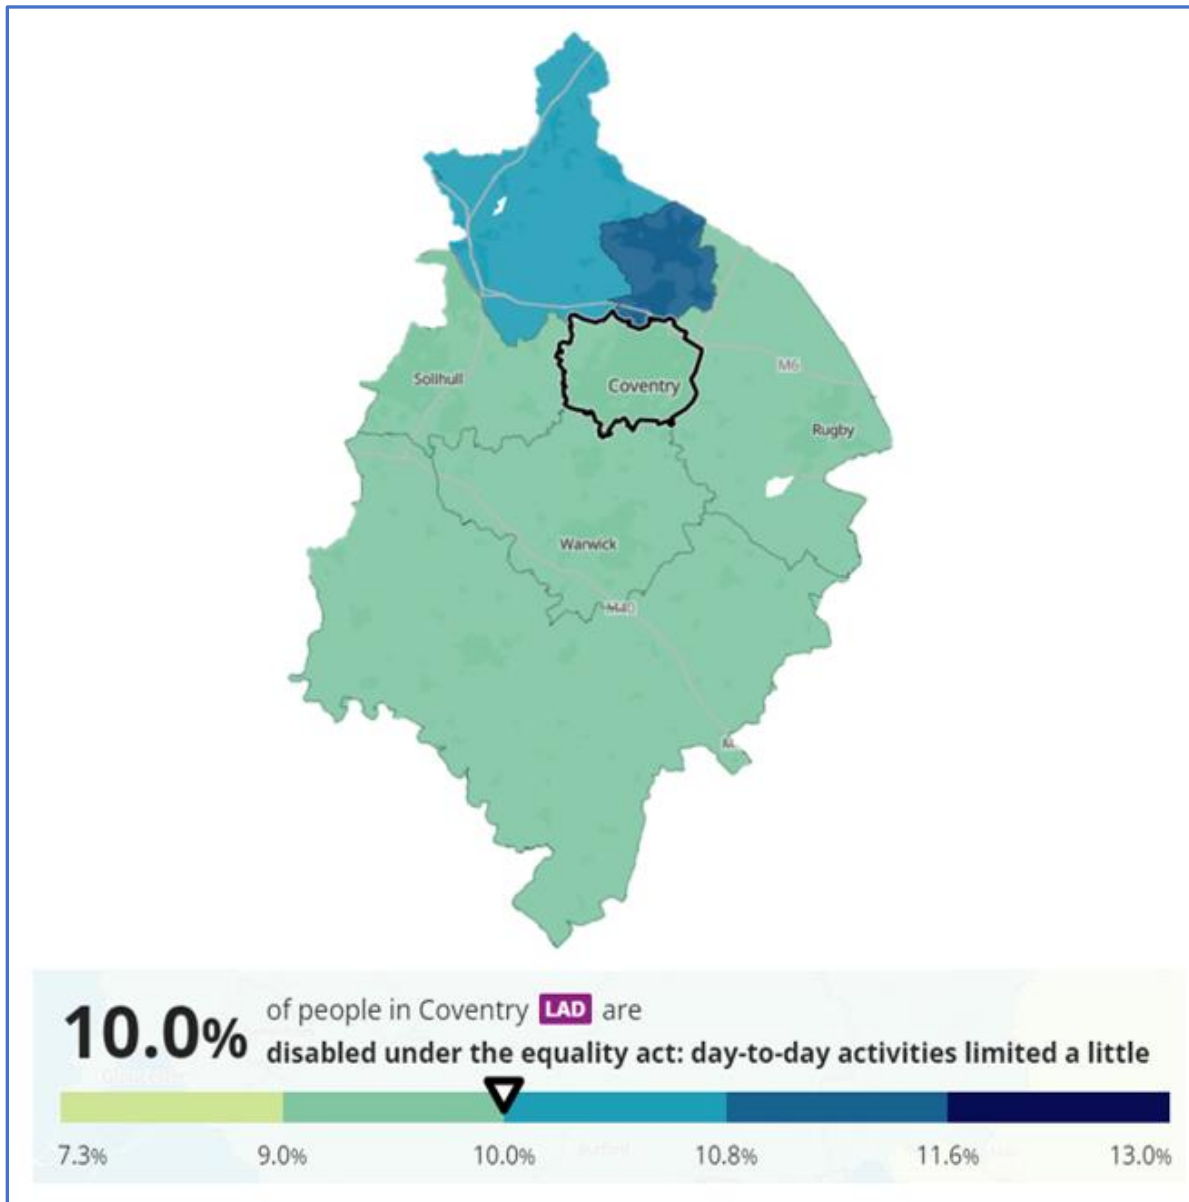 Solihull
Coventry
M6
Rugby
Warwick
M40
10.0%
of people in Coventry LAD are
disabled under the equality act: day-to-day activities limited a little
7.3% 9.0% 10.0% 10.8% 11.6% 13.0%